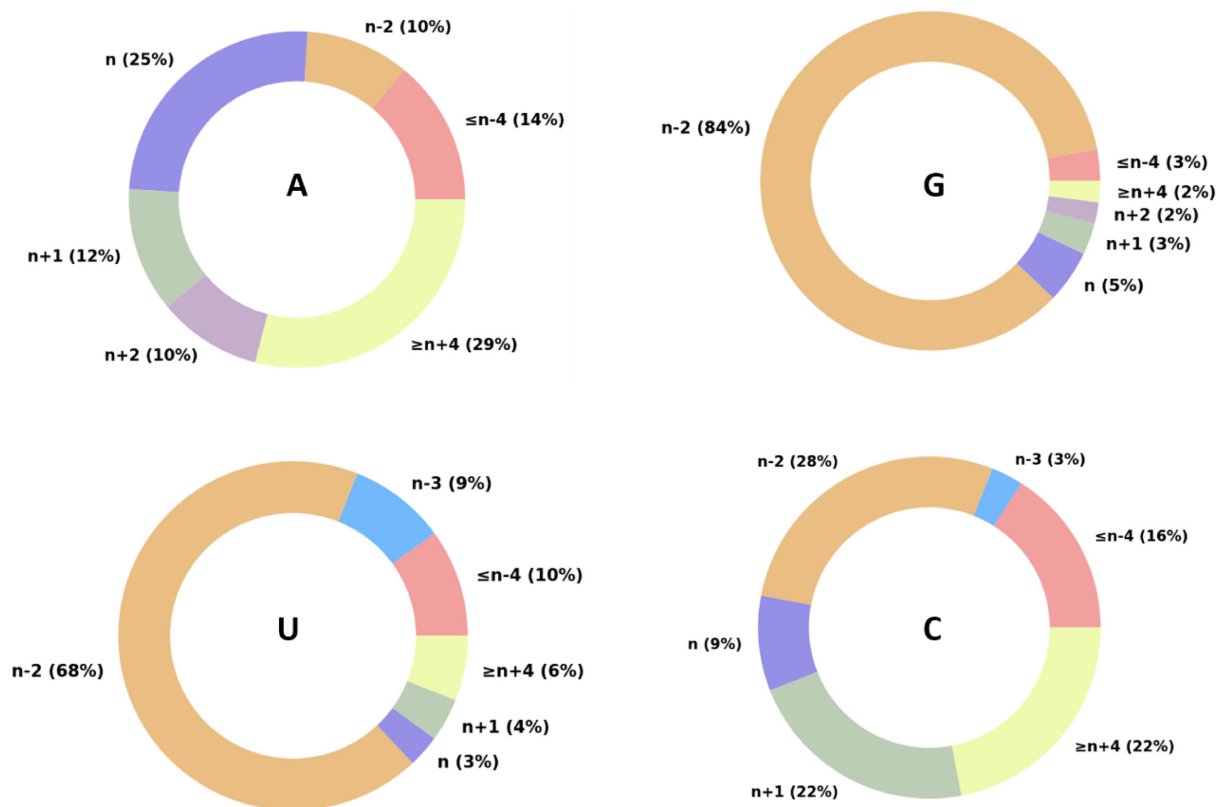 n-2 (10%)
n (25%)
≤n-4 (14%)
A
n+1 (12%)
n+2 (10%)
≥n+4 (29%)
n-2 (84%)
≤n-4 (3%)
G
≥n+4 (2%)
n+2 (2%)
n+1 (3%)
n (5%)
n-3 (9%)
≤n-4 (10%)
U
n-2 (68%)
≥n+4 (6%)
n+1 (4%)
n (3%)
n-2 (28%)
n-3 (3%)
≤n-4 (16%)
C
n (9%)
≥n+4 (22%)
n+1 (22%)